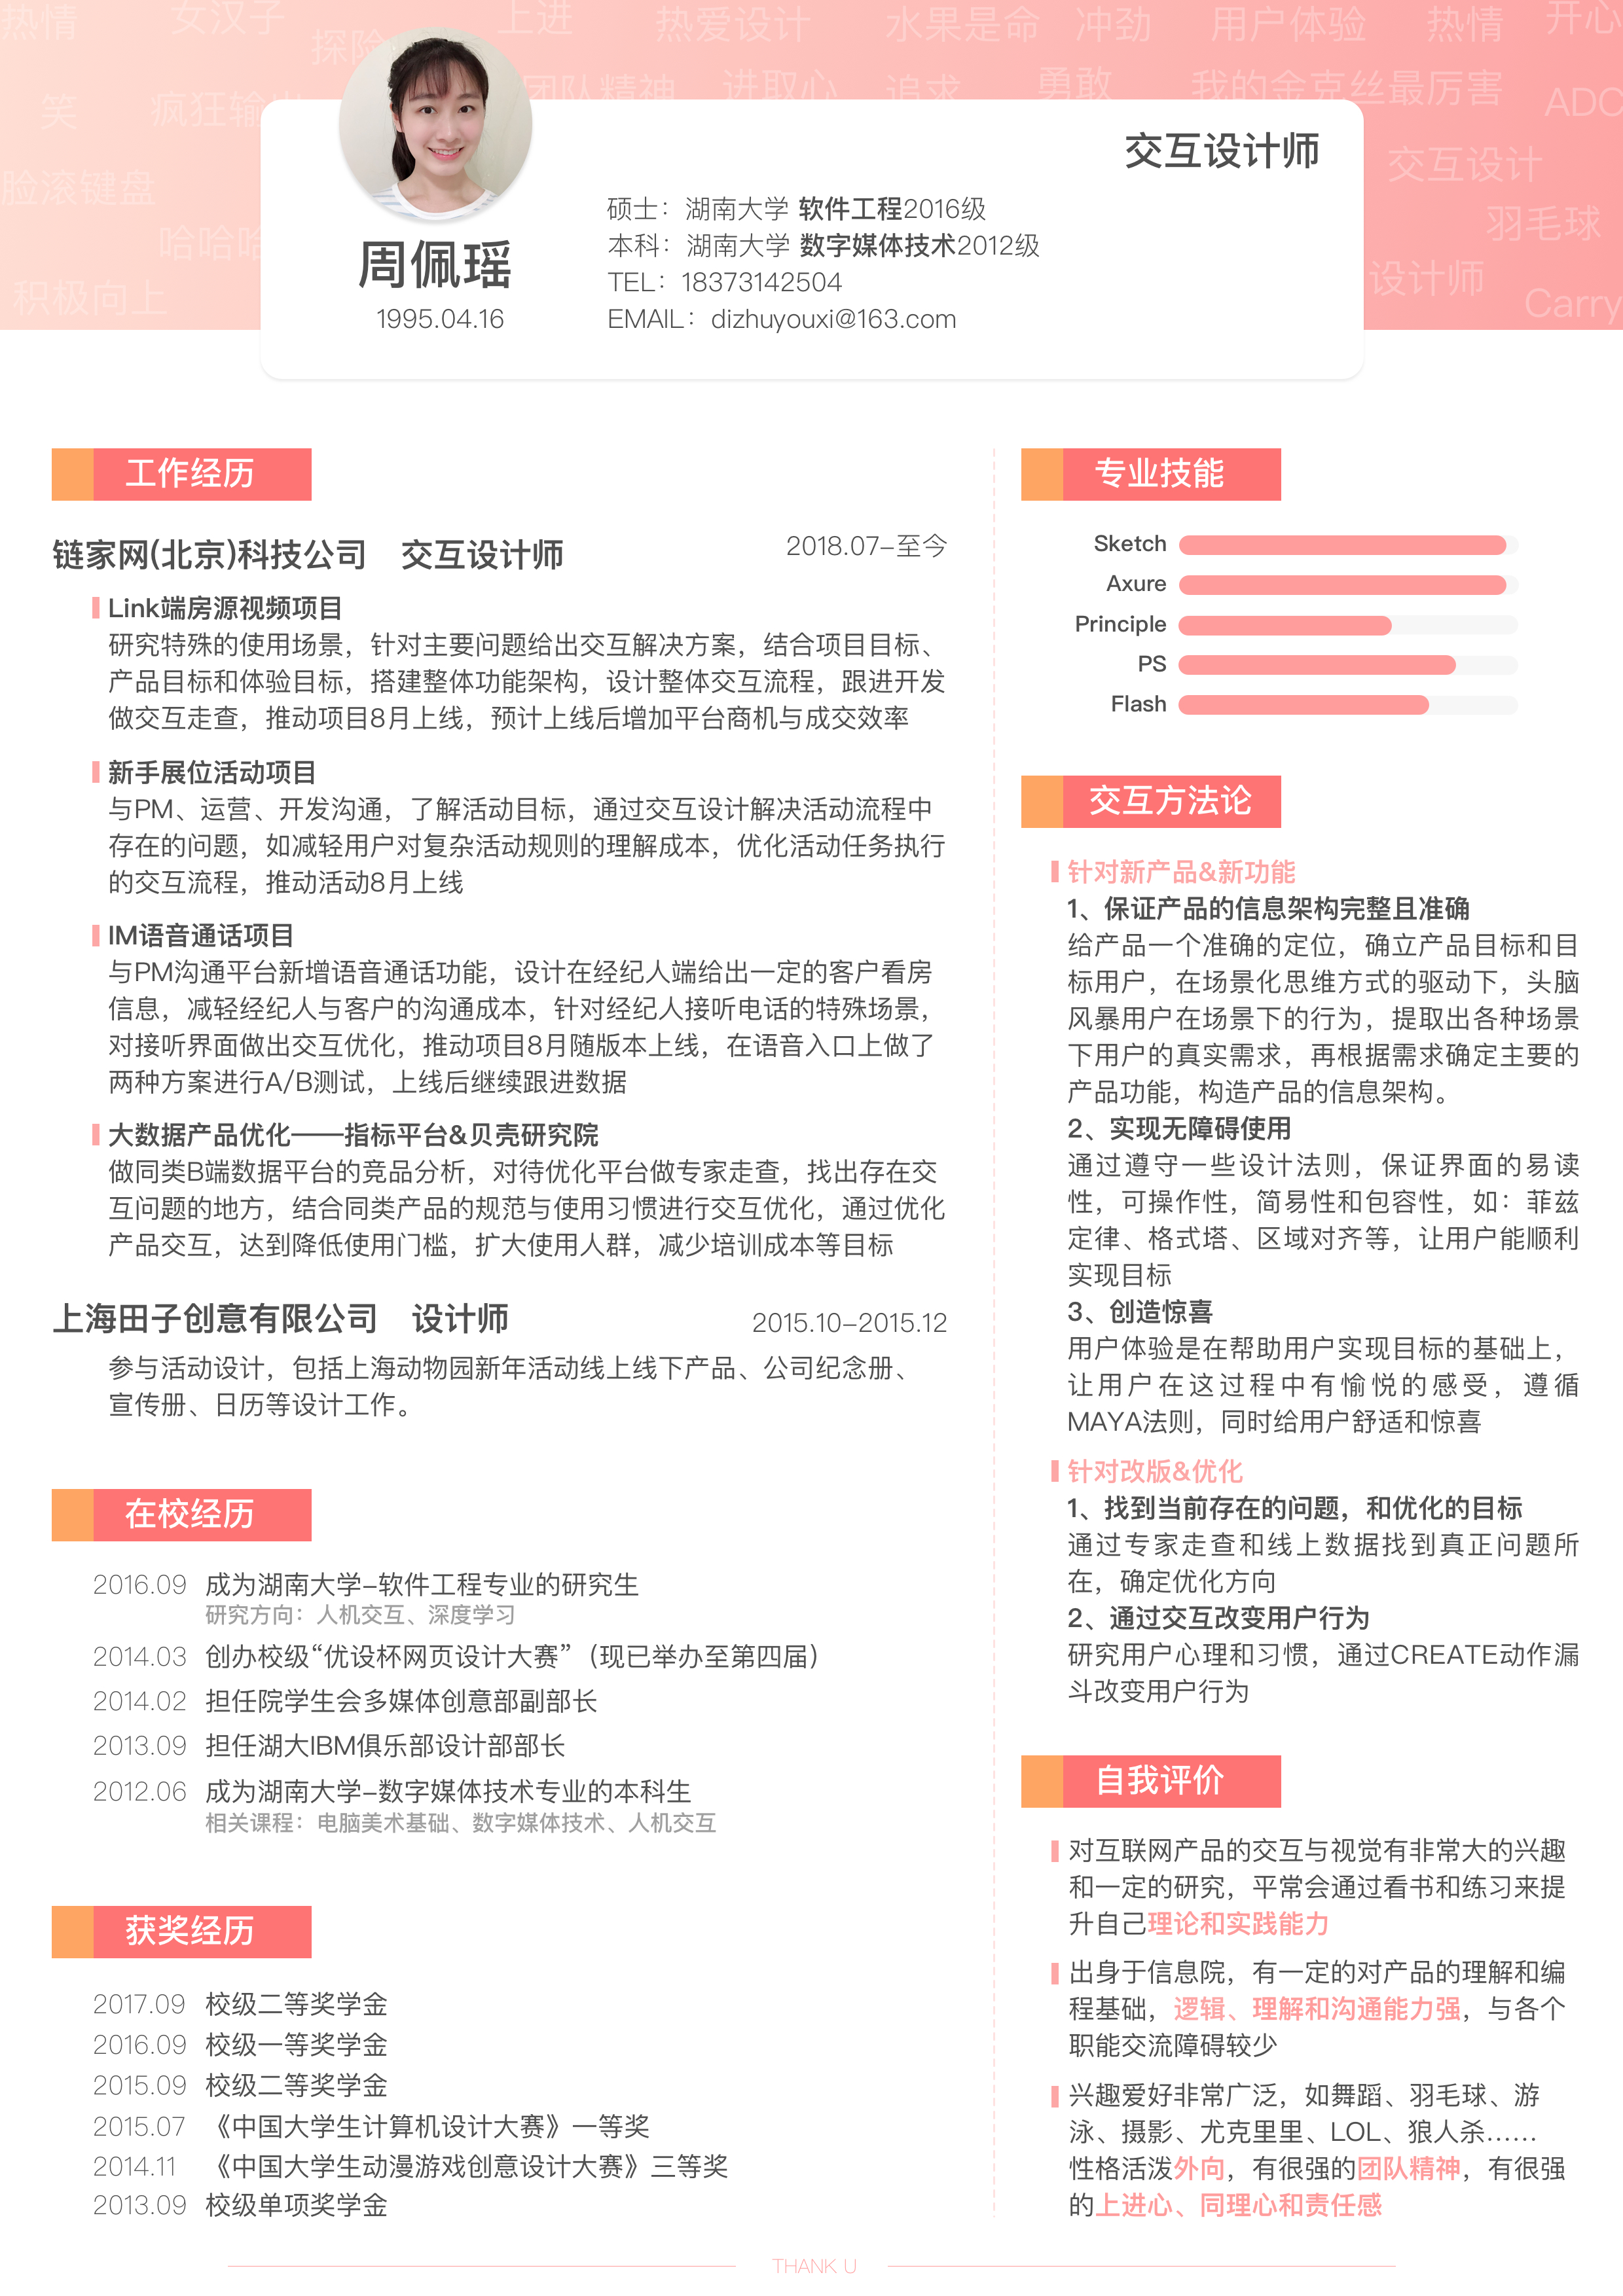 热情 女汉子 探险 上进 热爱设计 水果是命 冲劲 用户体验 热情 开心
笑 疯狂输出 团队精神 进取心 追求 勇敢 我的金克丝最厉害 ADC
脸滚键盘 交互设计
哈哈哈 羽毛球
积极向上 设计师 Carry
交互设计师
周佩瑶
1995.04.16
硕士：湖南大学 软件工程2016级
本科：湖南大学 数字媒体技术2012级
TEL：18373142504
EMAIL：dizhuyouxi@163.com
工作经历
链家网(北京)科技公司 交互设计师 2018.07-至今
Link端房源视频项目
研究特殊的使用场景，针对主要问题给出交互解决方案，结合项目目标、
产品目标和体验目标，搭建整体功能架构，设计整体交互流程，跟进开发
做交互走查，推动项目8月上线，预计上线后增加平台商机与成交效率
新手展位活动项目
与PM、运营、开发沟通，了解活动目标，通过交互设计解决活动流程中
存在的问题，如减轻用户对复杂活动规则的理解成本，优化活动任务执行
的交互流程，推动活动8月上线
IM语音通话项目
与PM沟通平台新增语音通话功能，设计在经纪人端给出一定的客户看房
信息，减轻经纪人与客户的沟通成本，针对经纪人接听电话的特殊场景，
对接听界面做出交互优化，推动项目8月随版本上线，在语音入口上做了
两种方案进行A/B测试，上线后继续跟进数据
大数据产品优化——指标平台&贝壳研究院
做同类B端数据平台的竞品分析，对待优化平台做专家走查，找出存在交
互问题的地方，结合同类产品的规范与使用习惯进行交互优化，通过优化
产品交互，达到降低使用门槛，扩大使用人群，减少培训成本等目标
上海田子创意有限公司 设计师 2015.10-2015.12
参与活动设计，包括上海动物园新年活动线上线下产品、公司纪念册、
宣传册、日历等设计工作。
在校经历
2016.09 成为湖南大学-软件工程专业的研究生
研究方向：人机交互、深度学习
2014.03 创办校级“优设杯网页设计大赛”（现已举办至第四届）
2014.02 担任院学生会多媒体创意部副部长
2013.09 担任湖大IBM俱乐部设计部部长
2012.06 成为湖南大学-数字媒体技术专业的本科生
相关课程：电脑美术基础、数字媒体技术、人机交互
获奖经历
2017.09 校级二等奖学金
2016.09 校级一等奖学金
2015.09 校级二等奖学金
2015.07 《中国大学生计算机设计大赛》一等奖
2014.11 《中国大学生动漫游戏创意设计大赛》三等奖
2013.09 校级单项奖学金
专业技能
Sketch
Axure
Principle
PS
Flash
交互方法论
针对新产品&新功能
1、保证产品的信息架构完整且准确
给产品一个准确的定位，确立产品目标和目
标用户，在场景化思维方式的驱动下，头脑
风暴用户在场景下的行为，提取出各种场景
下用户的真实需求，再根据需求确定主要的
产品功能，构造产品的信息架构。
2、实现无障碍使用
通过遵守一些设计法则，保证界面的易读
性，可操作性，简易性和包容性，如：菲兹
定律、格式塔、区域对齐等，让用户能顺利
实现目标
3、创造惊喜
用户体验是在帮助用户实现目标的基础上，
让用户在这过程中有愉悦的感受，遵循
MAYA法则，同时给用户舒适和惊喜
针对改版&优化
1、找到当前存在的问题，和优化的目标
通过专家走查和线上数据找到真正问题所
在，确定优化方向
2、通过交互改变用户行为
研究用户心理和习惯，通过CREATE动作漏
斗改变用户行为
自我评价
对互联网产品的交互与视觉有非常大的兴趣
和一定的研究，平常会通过看书和练习来提
升自己理论和实践能力
出身于信息院，有一定的对产品的理解和编
程基础，逻辑、理解和沟通能力强，与各个
职能交流障碍较少
兴趣爱好非常广泛，如舞蹈、羽毛球、游
泳、摄影、尤克里里、LOL、狼人杀……
性格活泼外向，有很强的团队精神，有很强
的上进心、同理心和责任感
THANK U